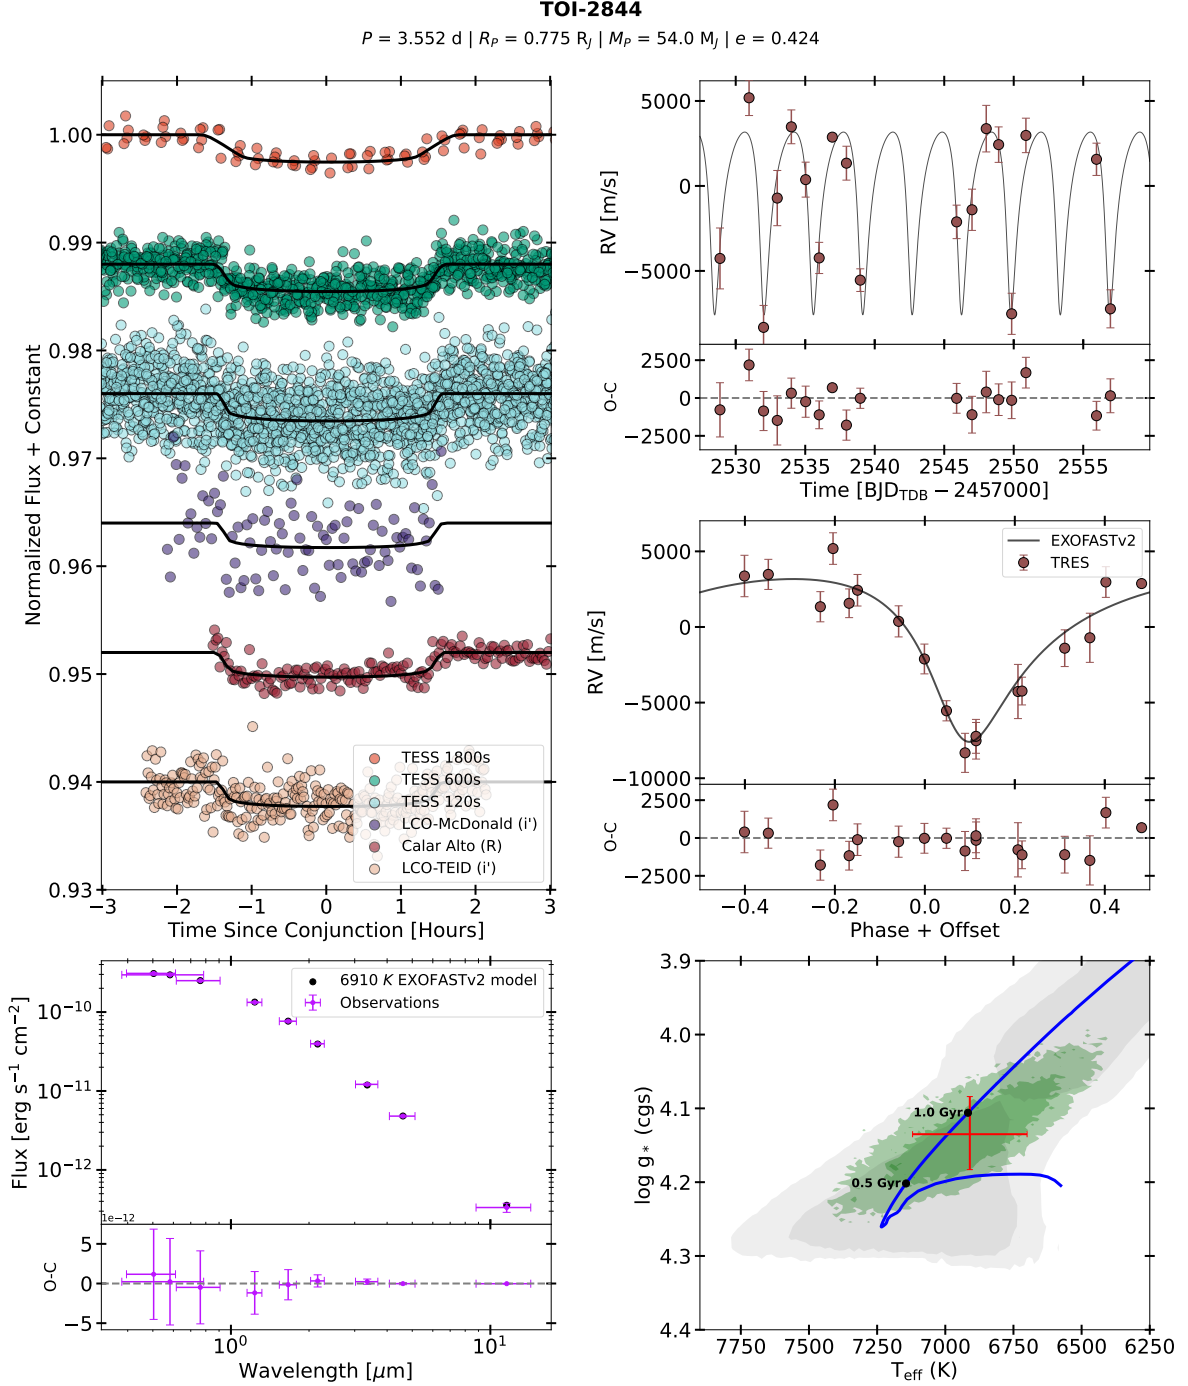 TOI-2844
P = 3.552 d | R_P = 0.775 R_J | M_P = 54.0 M_J | e = 0.424
Normalized Flux + Constant
1.00
0.99
0.98
0.97
0.96
0.95
0.94
0.93
TESS 1800s
TESS 600s
TESS 120s
LCO-McDonald (i')
Calar Alto (R)
LCO-TEID (i')
−3 −2 −1 0 1 2 3
Time Since Conjunction [Hours]
RV [m/s]
5000
0
−5000
O-C
2500
0
−2500
2530 2535 2540 2545 2550 2555
Time [BJD_TDB − 2457000]
RV [m/s]
5000
0
−5000
−10000
EXOFASTv2
TRES
O-C
2500
0
−2500
−0.4 −0.2 0.0 0.2 0.4
Phase + Offset
Flux [erg s⁻¹ cm⁻²]
10⁻¹⁰
10⁻¹¹
10⁻¹²
6910 K EXOFASTv2 model
Observations
1e−12
O-C
5
0
−5
10⁰ 10¹
Wavelength [μm]
log g* (cgs)
3.9
4.0
4.1
4.2
4.3
4.4
1.0 Gyr
0.5 Gyr
7750 7500 7250 7000 6750 6500 6250
T_eff (K)